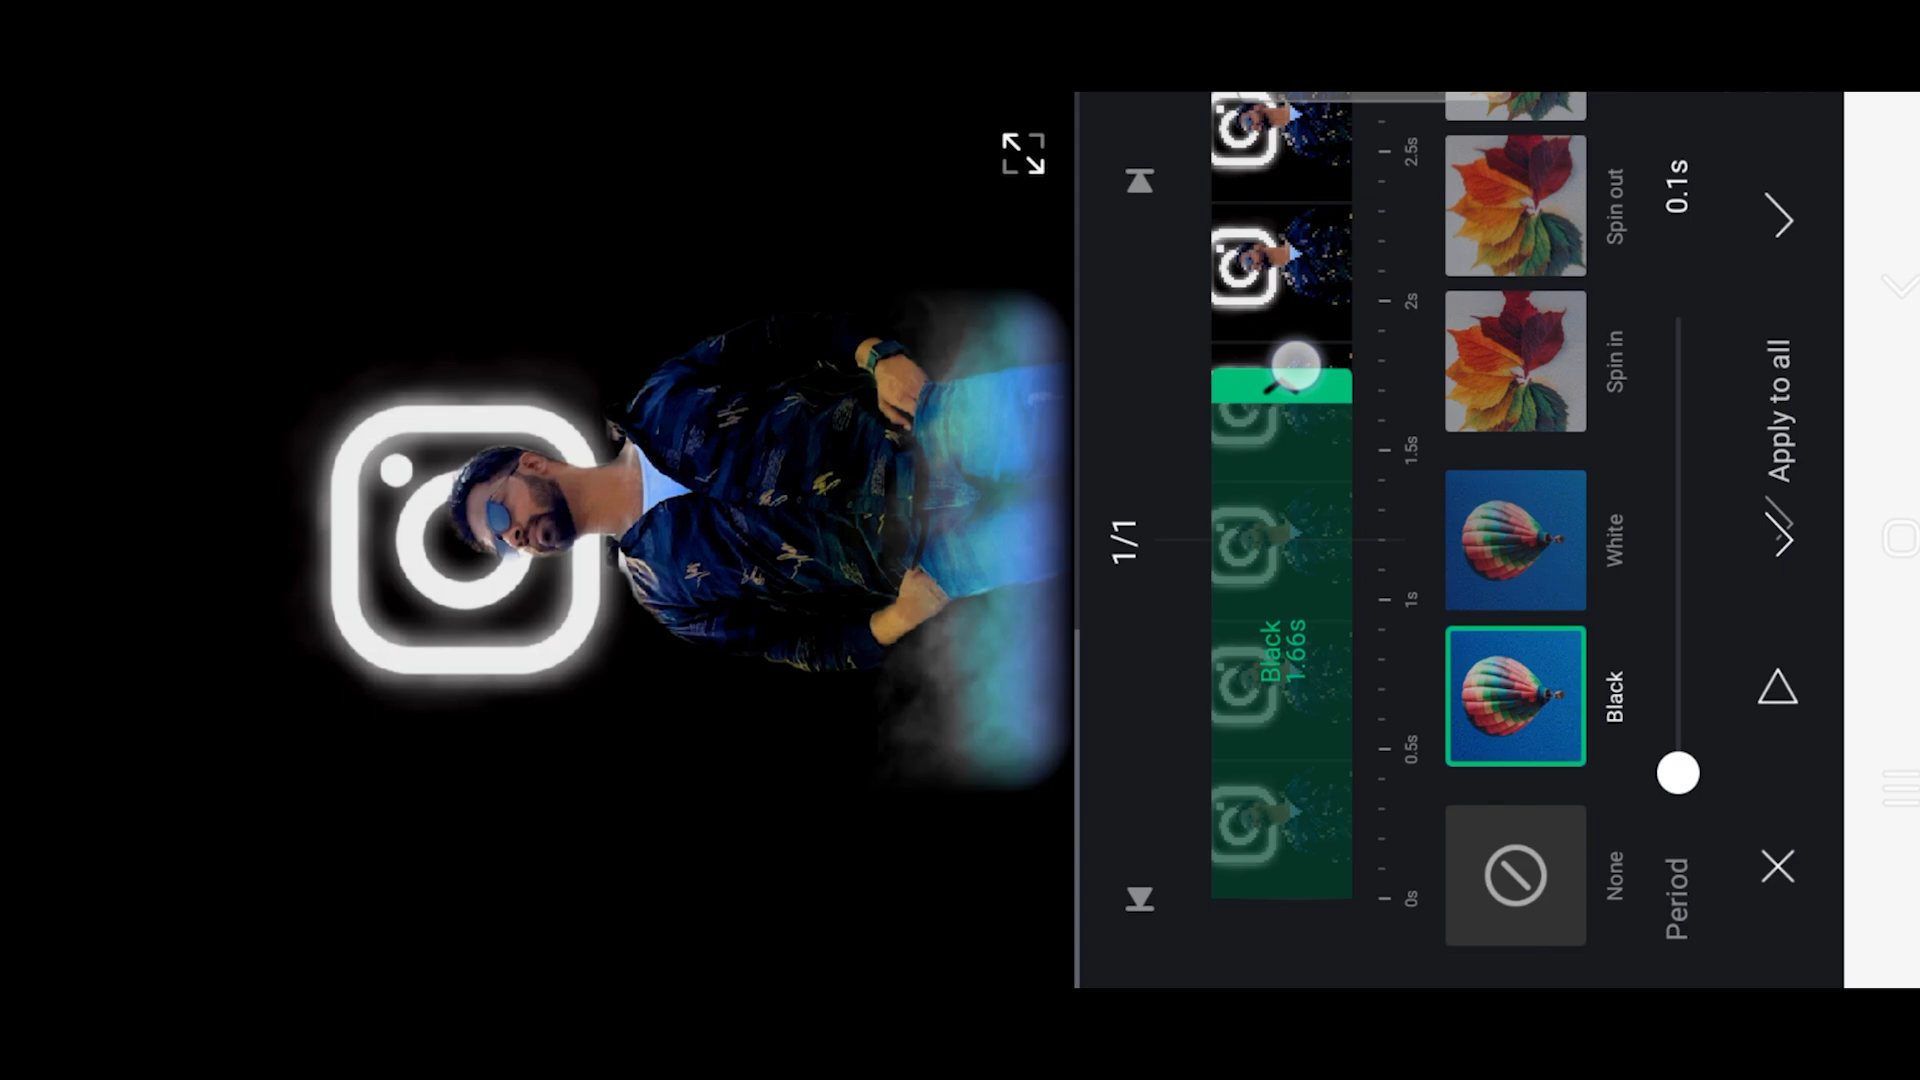 1/1
Black
1.66s
0s
0.5s
1s
1.5s
2s
2.5s
None
Black
White
Spin in
Spin out
Period
0.1s
Apply to all